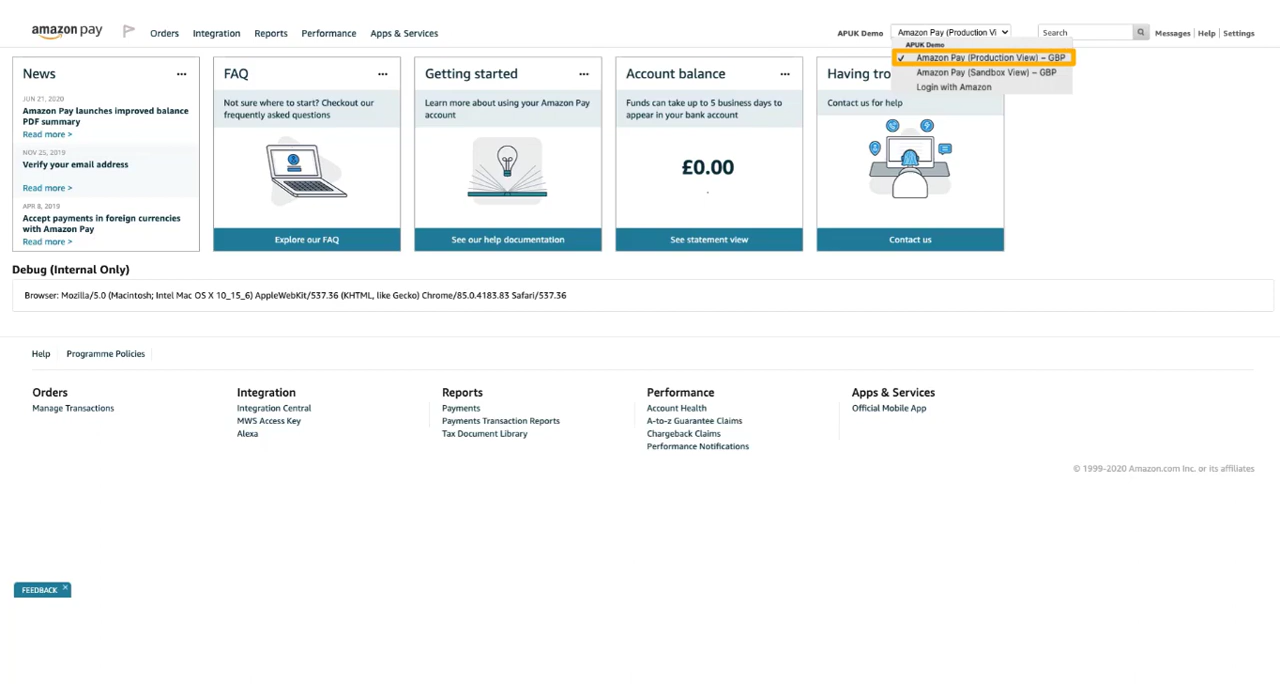 amazon pay
Orders Integration Reports Performance Apps & Services
APUK Demo
Amazon Pay (Production Vi
Search
Messages | Help | Settings
APUK Demo
✓ Amazon Pay (Production View) – GBP
Amazon Pay (Sandbox View) – GBP
Login with Amazon
News
JUN 21, 2020
Amazon Pay launches improved balance
PDF summary
Read more >
NOV 25, 2019
Verify your email address
Read more >
APR 8, 2019
Accept payments in foreign currencies
with Amazon Pay
Read more >
FAQ
Not sure where to start? Checkout our
frequently asked questions
Explore our FAQ
Getting started
Learn more about using your Amazon Pay
account
See our help documentation
Account balance
Funds can take up to 5 business days to
appear in your bank account
£0.00
See statement view
Having tro
Contact us for help
Contact us
Debug (Internal Only)
Browser: Mozilla/5.0 (Macintosh; Intel Mac OS X 10_15_6) AppleWebKit/537.36 (KHTML, like Gecko) Chrome/85.0.4183.83 Safari/537.36
Help Programme Policies
Orders
Manage Transactions
Integration
Integration Central
MWS Access Key
Alexa
Reports
Payments
Payments Transaction Reports
Tax Document Library
Performance
Account Health
A-to-z Guarantee Claims
Chargeback Claims
Performance Notifications
Apps & Services
Official Mobile App
© 1999-2020 Amazon.com Inc. or its affiliates
FEEDBACK ×